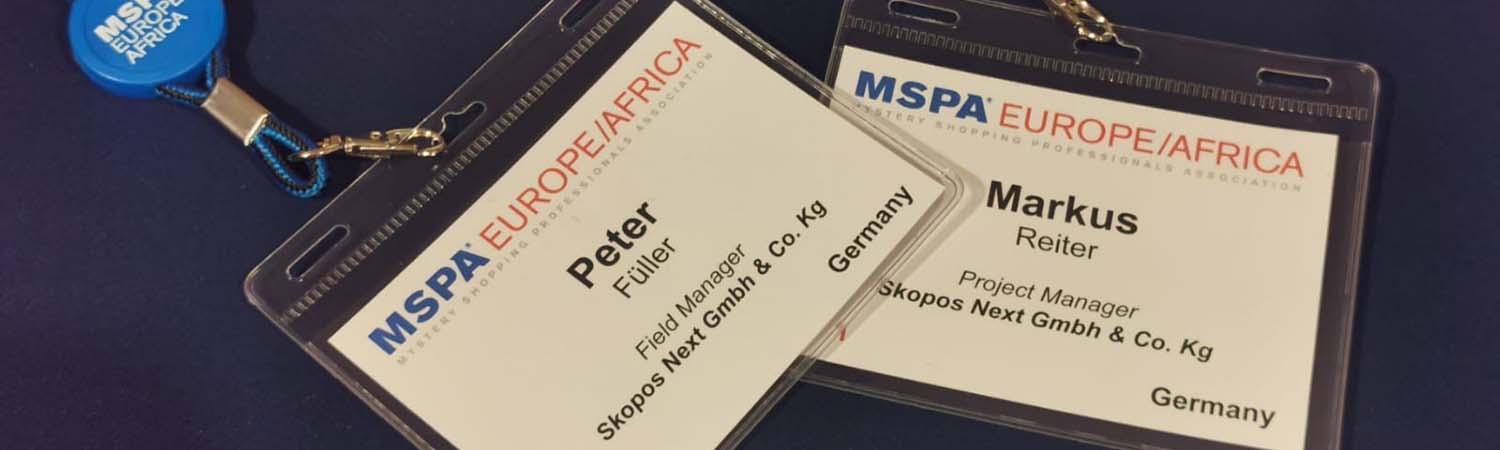 MSPA
EUROPE
AFRICA
MSPA EUROPE/AFRICA
MYSTERY SHOPPING PROFESSIONALS ASSOCIATION
Peter
Füller
Field Manager
Skopos Next Gmbh & Co. Kg
Germany
MSPA EUROPE/AFRICA
MYSTERY SHOPPING PROFESSIONALS ASSOCIATION
Markus
Reiter
Project Manager
Skopos Next Gmbh & Co. Kg
Germany